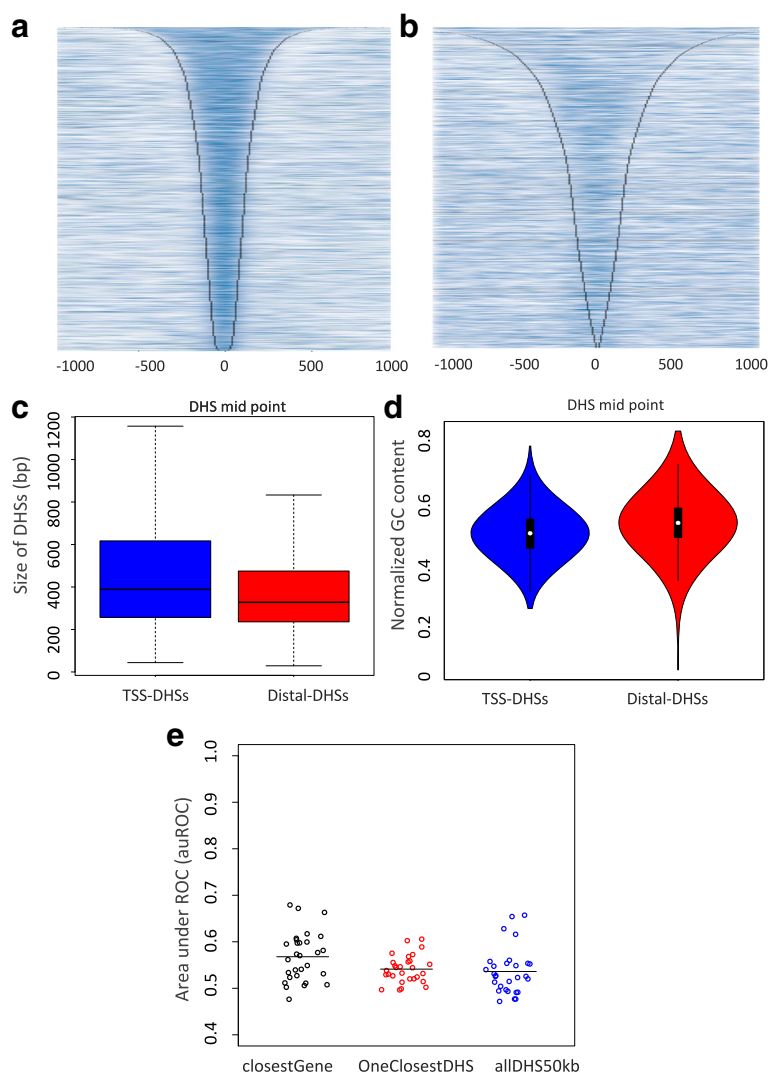 a
b
-1000 -500 0 500 1000
-1000 -500 0 500 1000
c
DHS mid point
d
DHS mid point
Size of DHSs (bp)
0 200 400 600 800 1000 1200
TSS-DHSs Distal-DHSs
Normalized GC content
0 0.2 0.4 0.6 0.8
TSS-DHSs Distal-DHSs
e
Area under ROC (auROC)
0.4 0.5 0.6 0.7 0.8 0.9 1.0
closestGene OneClosestDHS allDHS50kb